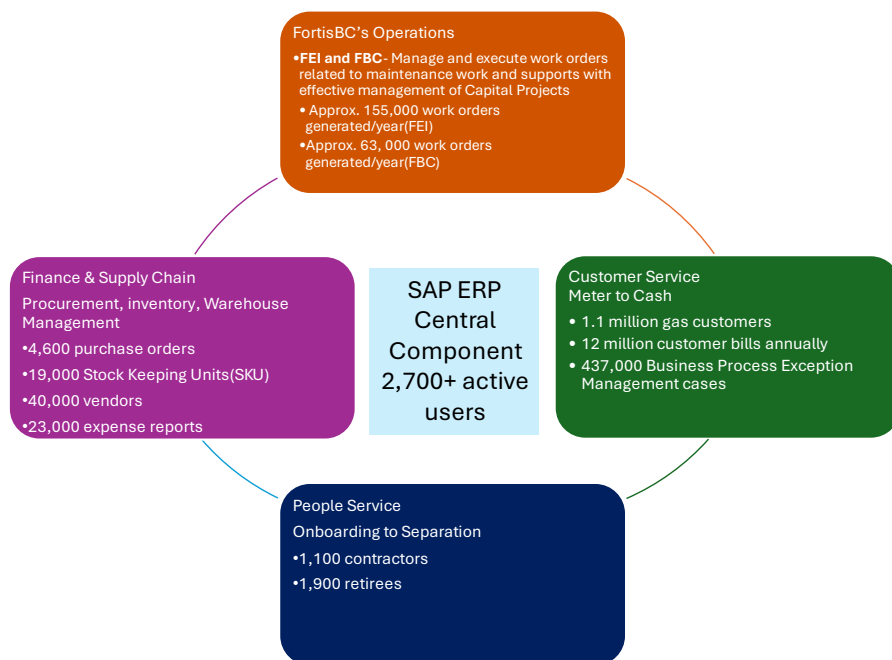 FortisBC's Operations
•FEI and FBC- Manage and execute work orders
related to maintenance work and supports with
effective management of Capital Projects
• Approx. 155,000 work orders
generated/year(FEI)
•Approx. 63, 000 work orders
generated/year(FBC)
Finance & Supply Chain
Procurement, inventory, Warehouse
Management
•4,600 purchase orders
•19,000 Stock Keeping Units(SKU)
•40,000 vendors
•23,000 expense reports
SAP ERP
Central
Component
2,700+ active
users
Customer Service
Meter to Cash
• 1.1 million gas customers
• 12 million customer bills annually
• 437,000 Business Process Exception
Management cases
People Service
Onboarding to Separation
•1,100 contractors
•1,900 retirees